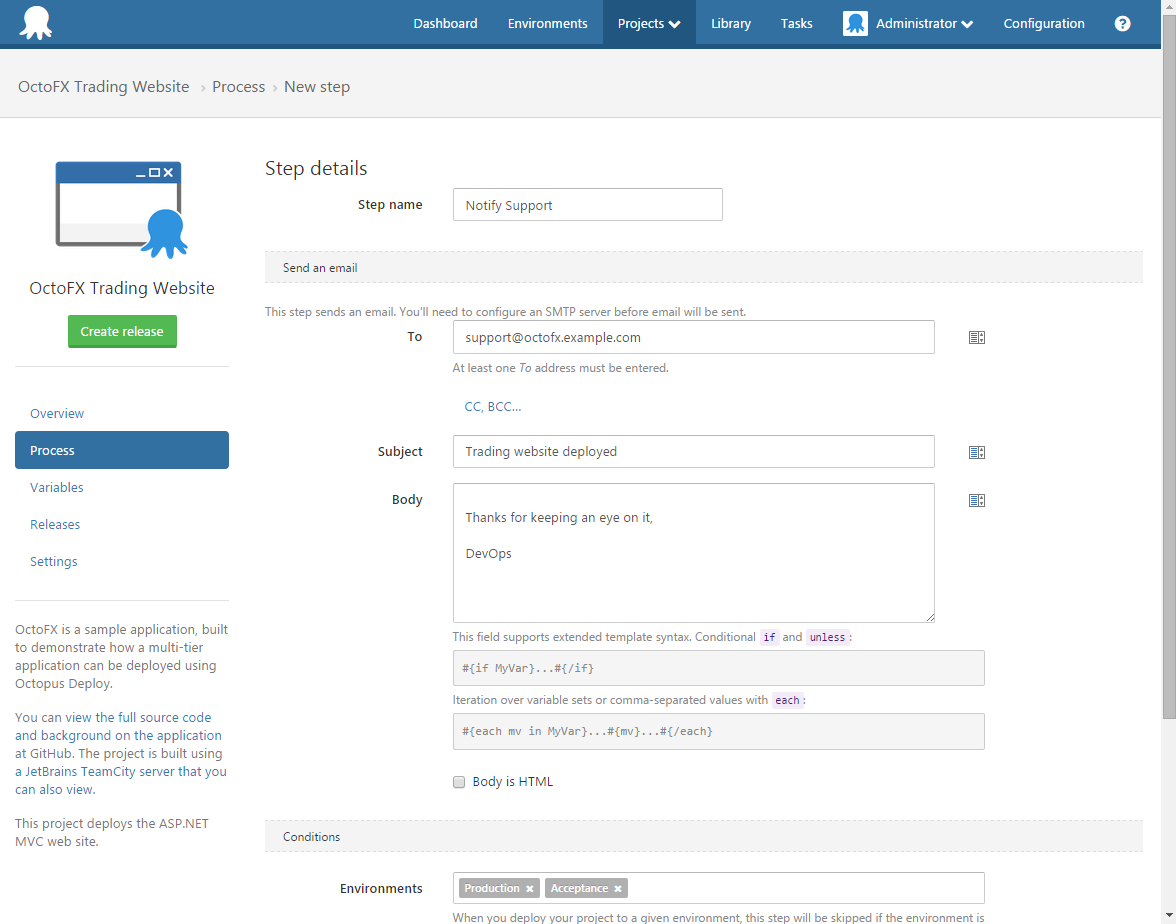 Dashboard Environments Projects Library Tasks Administrator Configuration ?
OctoFX Trading Website › Process › New step
OctoFX Trading Website
Create release
Overview
Process
Variables
Releases
Settings
OctoFX is a sample application, built
to demonstrate how a multi-tier
application can be deployed using
Octopus Deploy.
You can view the full source code
and background on the application
at GitHub. The project is built using
a JetBrains TeamCity server that you
can also view.
This project deploys the ASP.NET
MVC web site.
Step details
Step name Notify Support
Send an email
This step sends an email. You'll need to configure an SMTP server before email will be sent.
To support@octofx.example.com
At least one To address must be entered.
CC, BCC...
Subject Trading website deployed
Body
Thanks for keeping an eye on it,
DevOps
This field supports extended template syntax. Conditional if and unless:
#{if MyVar}...#{/if}
Iteration over variable sets or comma-separated values with each:
#{each mv in MyVar}...#{mv}...#{/each}
Body is HTML
Conditions
Environments Production × Acceptance ×
When you deploy your project to a given environment, this step will be skipped if the environment is